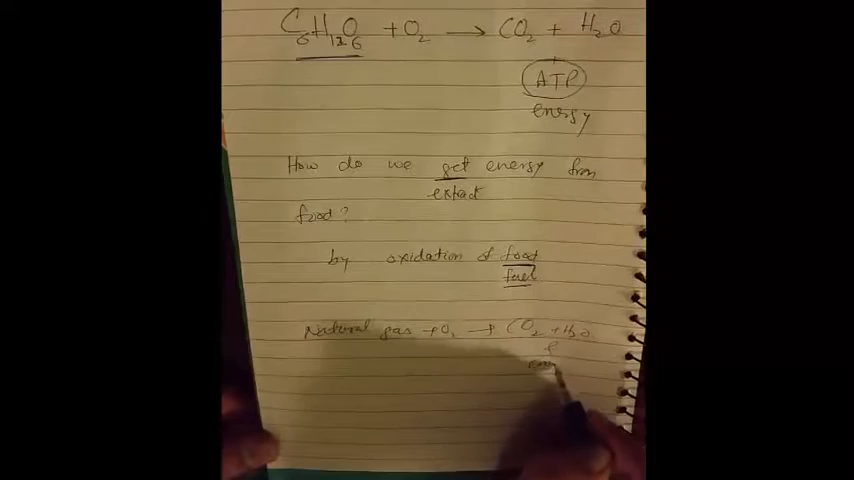 C6H12O6 + O2 → CO2 + H2O
+
ATP
energy
How do we get energy from
extact
food?
by oxidation of food
fuel
Natural gas + O2 → CO2 + H2O